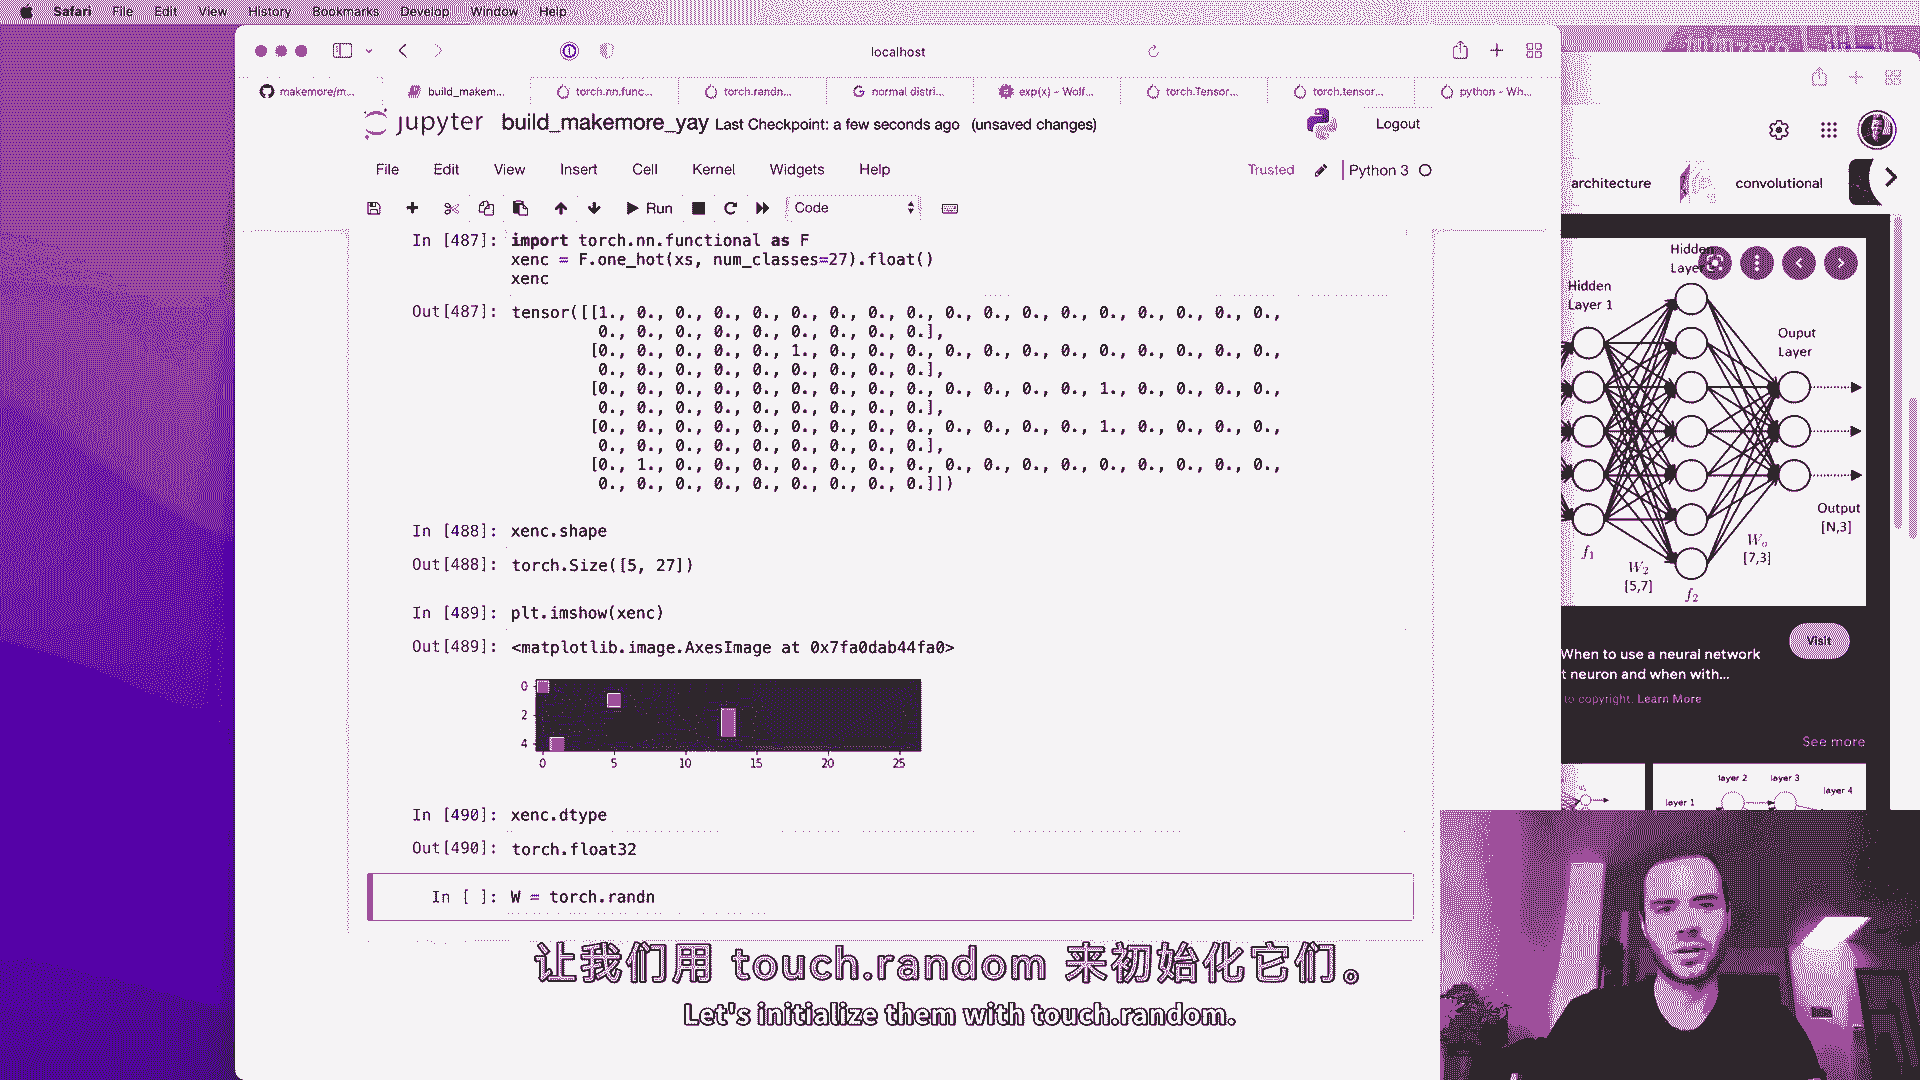 Safari File Edit View History Bookmarks Develop Window Help
localhost
makemore/m... build_makem... torch.nn.func... torch.randn... normal distri... exp(x) - Wolf... torch.Tensor... torch.tensor... python - Wh...
jupyter build_makemore_yay Last Checkpoint: a few seconds ago (unsaved changes) Logout
File Edit View Insert Cell Kernel Widgets Help Trusted Python 3
Run Code
In [487]: import torch.nn.functional as F
xenc = F.one_hot(xs, num_classes=27).float()
xenc
Out[487]: tensor([[1., 0., 0., 0., 0., 0., 0., 0., 0., 0., 0., 0., 0., 0., 0., 0., 0., 0.,
0., 0., 0., 0., 0., 0., 0., 0., 0.],
[0., 0., 0., 0., 0., 1., 0., 0., 0., 0., 0., 0., 0., 0., 0., 0., 0., 0.,
0., 0., 0., 0., 0., 0., 0., 0., 0.],
[0., 0., 0., 0., 0., 0., 0., 0., 0., 0., 0., 0., 0., 1., 0., 0., 0., 0.,
0., 0., 0., 0., 0., 0., 0., 0., 0.],
[0., 0., 0., 0., 0., 0., 0., 0., 0., 0., 0., 0., 0., 1., 0., 0., 0., 0.,
0., 0., 0., 0., 0., 0., 0., 0., 0.],
[0., 1., 0., 0., 0., 0., 0., 0., 0., 0., 0., 0., 0., 0., 0., 0., 0., 0.,
0., 0., 0., 0., 0., 0., 0., 0., 0.]])
In [488]: xenc.shape
Out[488]: torch.Size([5, 27])
In [489]: plt.imshow(xenc)
Out[489]: <matplotlib.image.AxesImage at 0x7fa0dab44fa0>
0
2
4
0 5 10 15 20 25
In [490]: xenc.dtype
Out[490]: torch.float32
In [ ]: W = torch.randn
让我们用 touch.random 来初始化它们。
Let's initialize them with touch.random.
architecture convolutional
Hidden
Layer
Hidden
Layer 1
Ouput
Layer
Output
[N,3]
f1
W2
[5,7]
f2
Wo
[7,3]
Visit
When to use a neural network
t neuron and when with...
to copyright. Learn More
See more
layer 1 layer 2 layer 3 layer 4